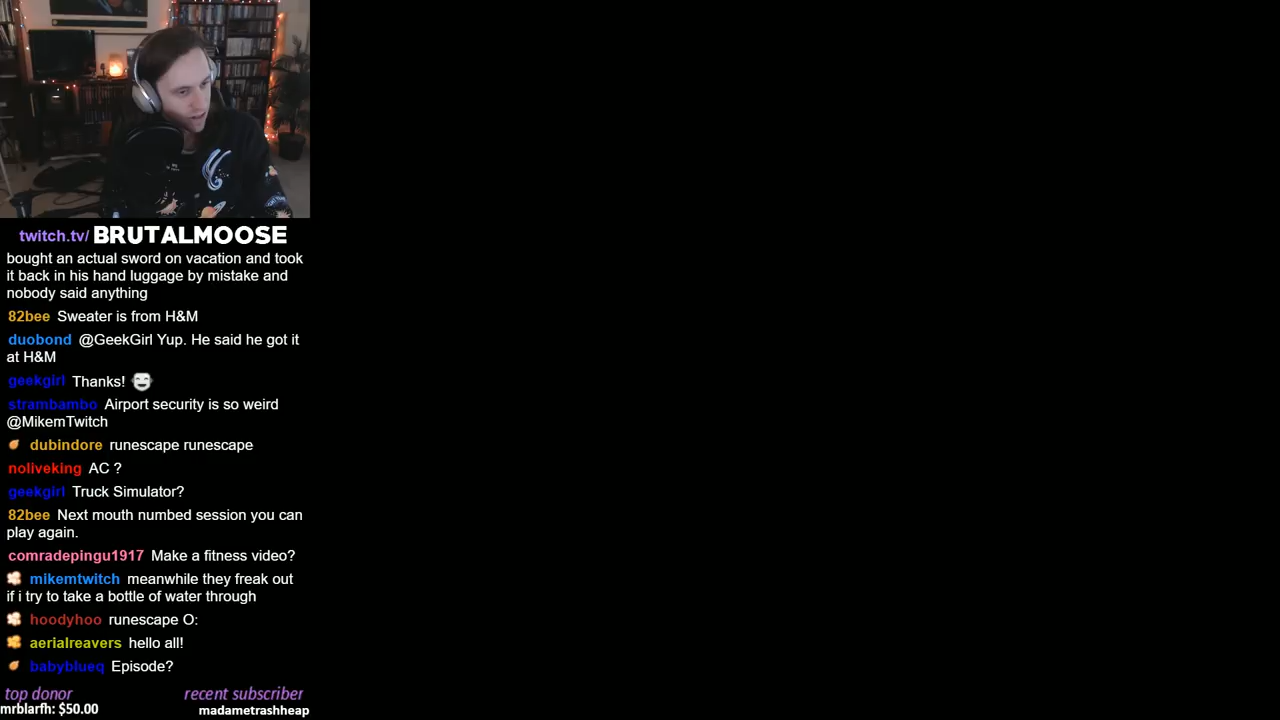 twitch.tv/ BRUTALMOOSE
bought an actual sword on vacation and took
it back in his hand luggage by mistake and
nobody said anything
82bee Sweater is from H&M
duobond @GeekGirl Yup. He said he got it
at H&M
geekgirl Thanks!
strambambo Airport security is so weird
@MikemTwitch
dubindore runescape runescape
noliveking AC ?
geekgirl Truck Simulator?
82bee Next mouth numbed session you can
play again.
comradepingu1917 Make a fitness video?
mikemtwitch meanwhile they freak out
if i try to take a bottle of water through
hoodyhoo runescape O:
aerialreavers hello all!
babyblueq Episode?
top donor recent subscriber
mrblarfh: $50.00 madametrashheap